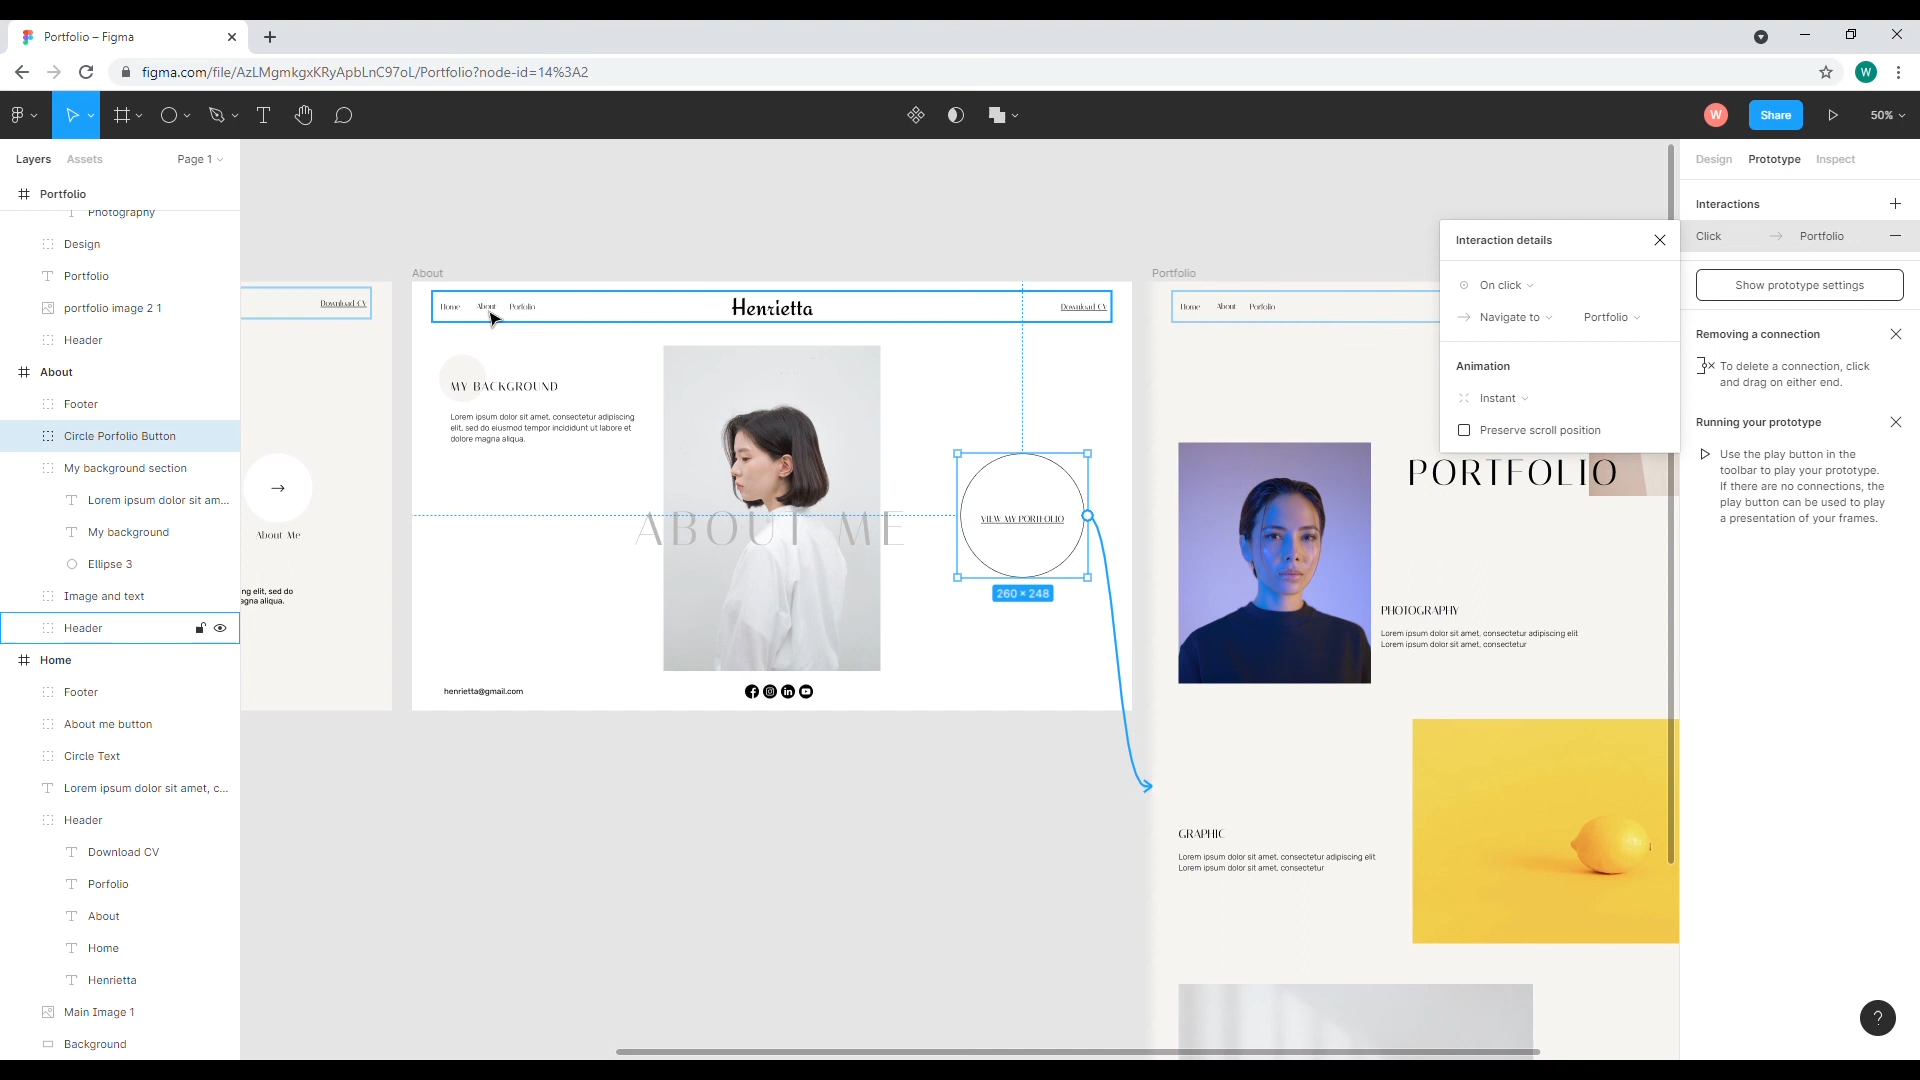 Portfolio – Figma
figma.com/file/AzLMgmkgxKRyApbLnC97oL/Portfolio?node-id=14%3A2
W
W
Share
50%
Layers
Assets
Page 1
Portfolio
Photography
Design
Portfolio
portfolio image 2 1
Header
About
Footer
Circle Porfolio Button
My background section
Lorem ipsum dolor sit am...
My background
Ellipse 3
Image and text
Header
Home
Footer
About me button
Circle Text
Lorem ipsum dolor sit amet, c...
Header
Download CV
Porfolio
About
Home
Henrietta
Main Image 1
Background
Download CV
→
About Me
ng elit, sed do
agna aliqua.
About
Home
About
Porfolio
Henrietta
Download CV
MY BACKGROUND
Lorem ipsum dolor sit amet, consectetur adipiscing
elit, sed do eiusmod tempor incididunt ut labore et
dolore magna aliqua.
ABOUT ME
VIEW MY PORTFOLIO
260 × 248
henrietta@gmail.com
Portfolio
Home
About
Porfolio
PORTFOLIO
PHOTOGRAPHY
Lorem ipsum dolor sit amet, consectetur adipiscing elit
Lorem ipsum dolor sit amet, consectetur
GRAPHIC
Lorem ipsum dolor sit amet, consectetur adipiscing elit
Lorem ipsum dolor sit amet, consectetur
Interaction details
On click
Navigate to
Portfolio
Animation
Instant
Preserve scroll position
Design
Prototype
Inspect
Interactions
Click
Portfolio
Show prototype settings
Removing a connection
To delete a connection, click
and drag on either end.
Running your prototype
Use the play button in the
toolbar to play your prototype.
If there are no connections, the
play button can be used to play
a presentation of your frames.
?